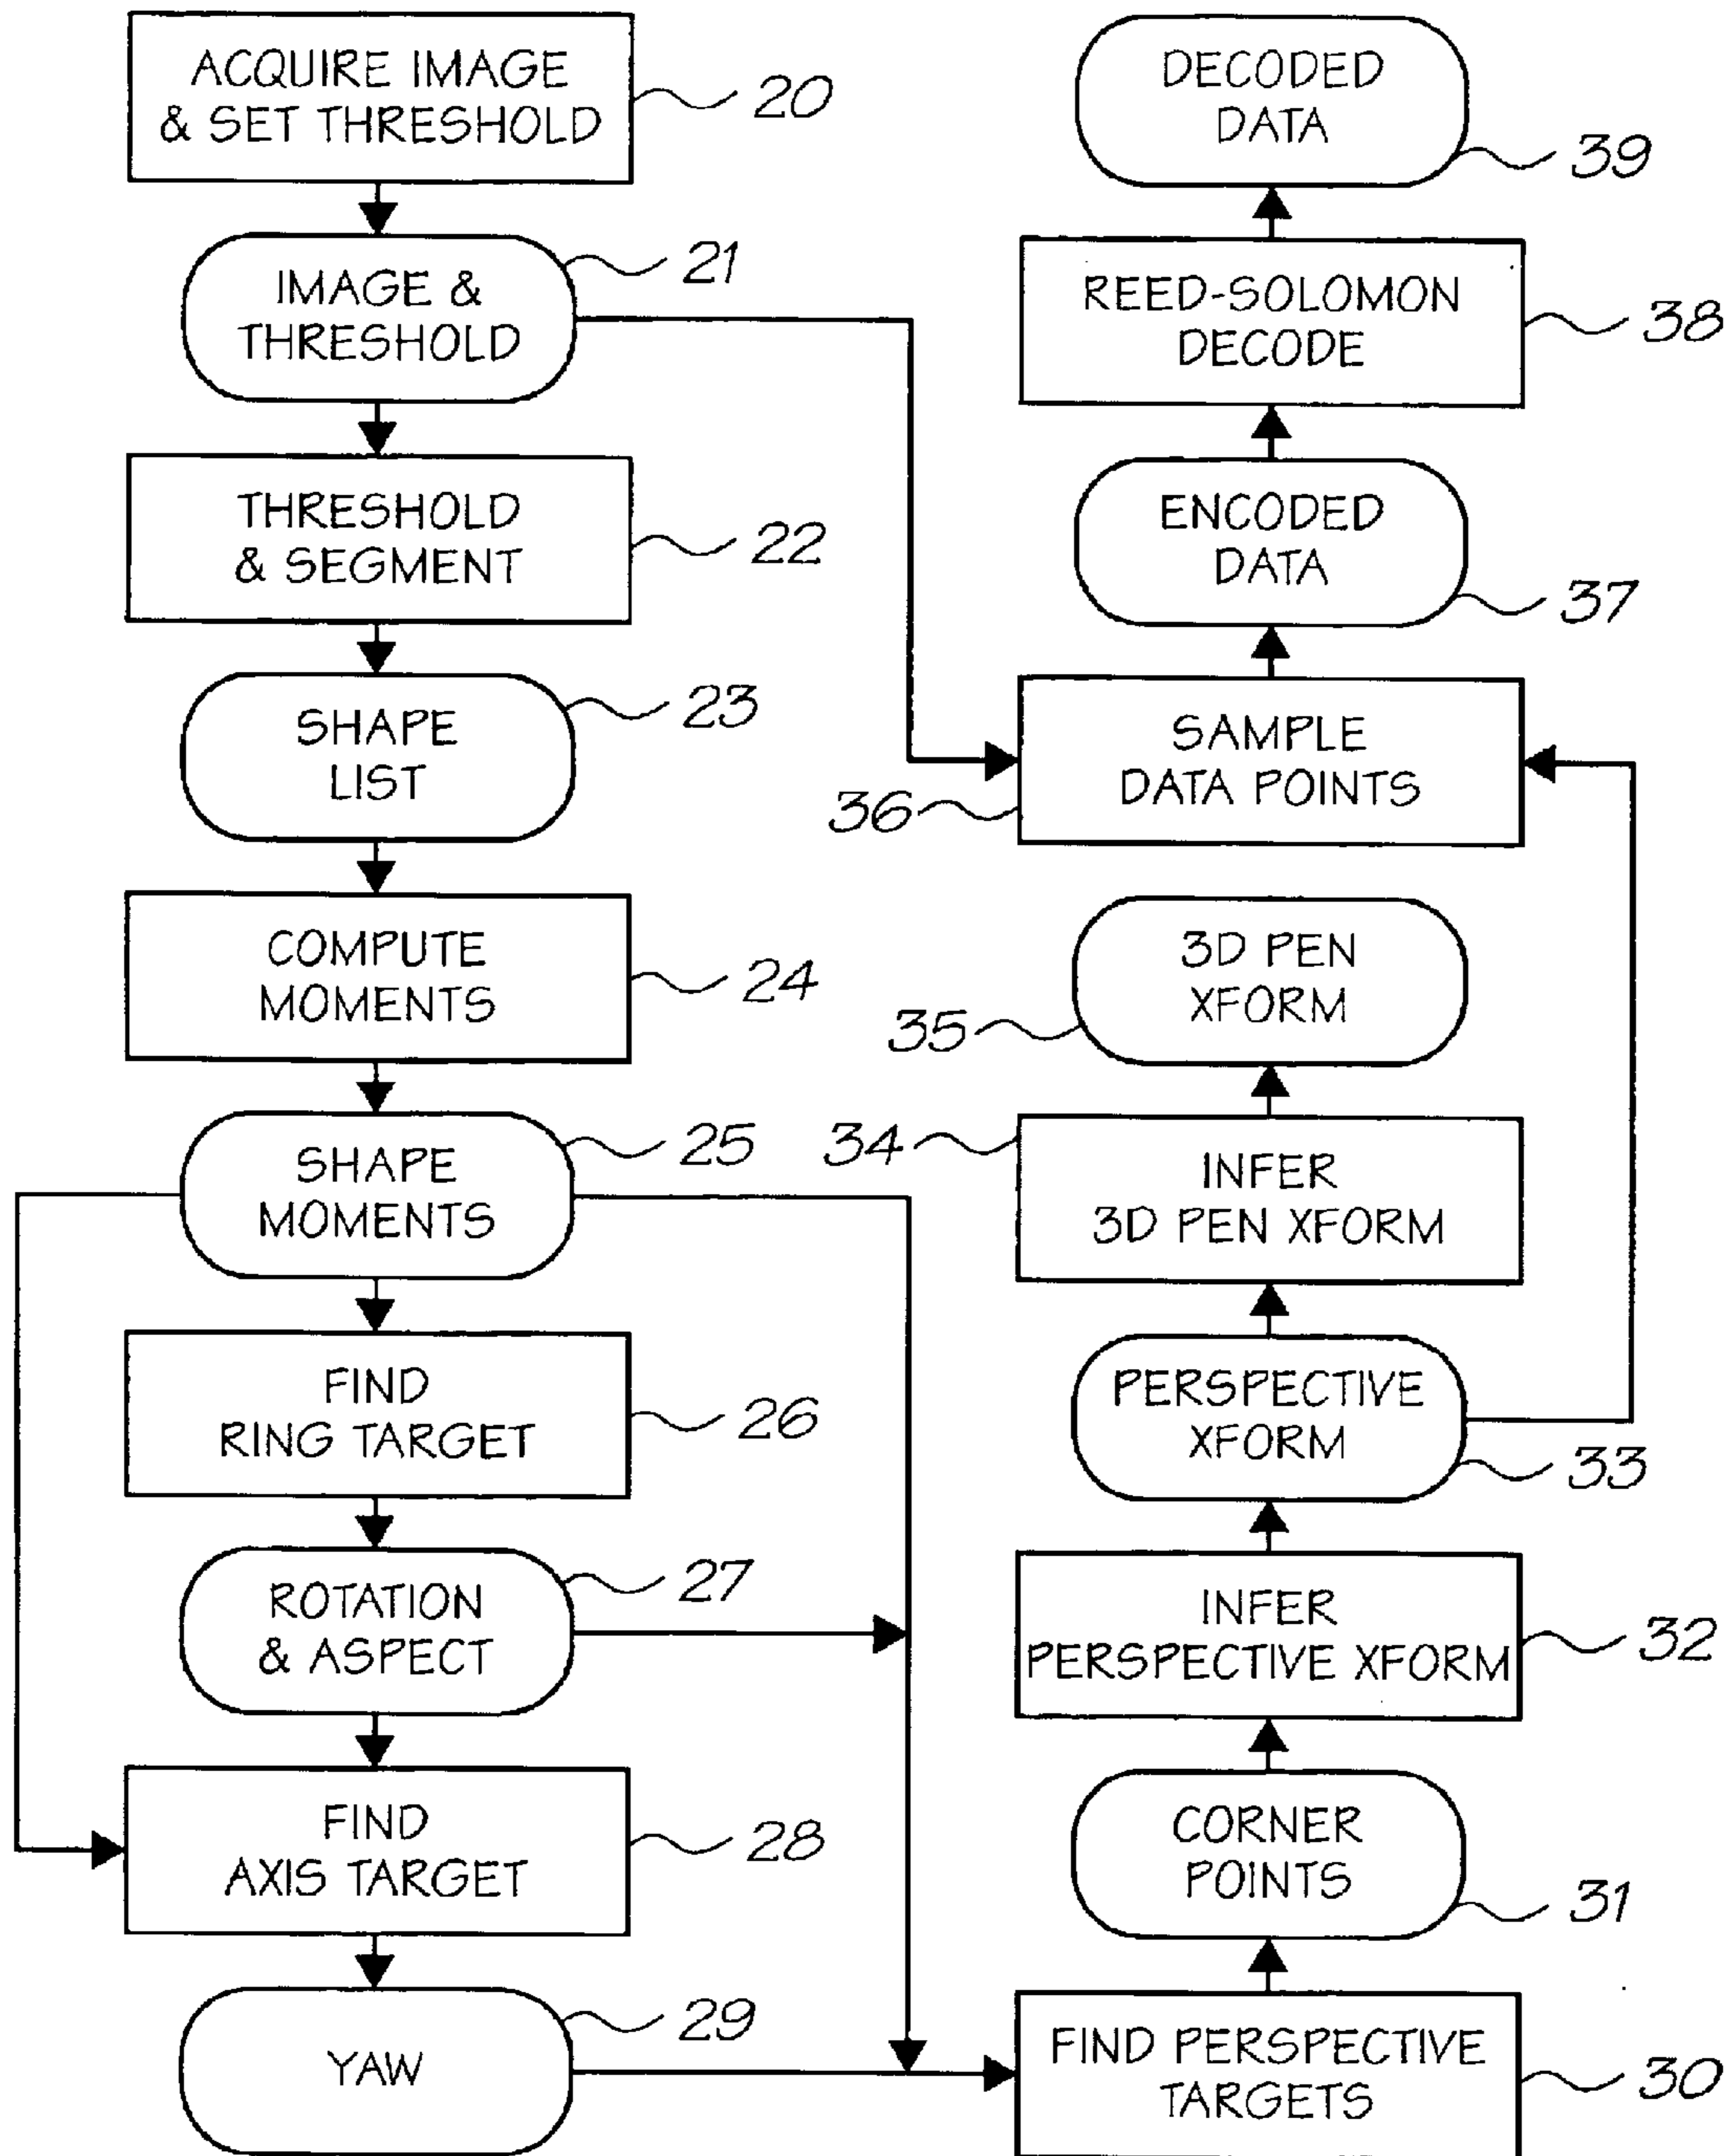 ACQUIRE IMAGE
& SET THRESHOLD
20
IMAGE &
THRESHOLD
21
THRESHOLD
& SEGMENT
22
SHAPE
LIST
23
COMPUTE
MOMENTS
24
SHAPE
MOMENTS
25
FIND
RING TARGET
26
ROTATION
& ASPECT
27
FIND
AXIS TARGET
28
YAW
29
DECODED
DATA
39
REED-SOLOMON
DECODE
38
ENCODED
DATA
37
SAMPLE
DATA POINTS
36
3D PEN
XFORM
35
34
INFER
3D PEN XFORM
PERSPECTIVE
XFORM
33
INFER
PERSPECTIVE XFORM
32
CORNER
POINTS
31
FIND PERSPECTIVE
TARGETS
30